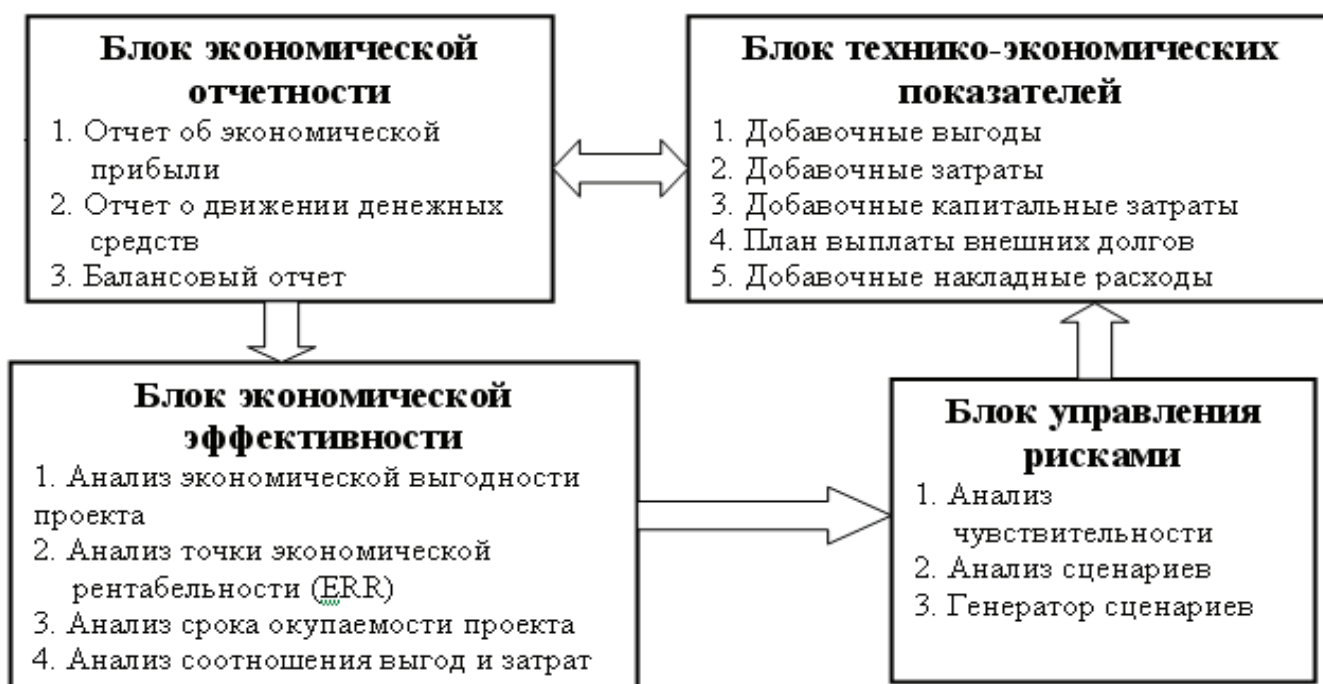 Блок экономической
отчетности
1. Отчет об экономической
прибыли
2. Отчет о движении денежных
средств
3. Балансовый отчет
Блок технико-экономических
показателей
1. Добавочные выгоды
2. Добавочные затраты
3. Добавочные капитальные затраты
4. План выплаты внешних долгов
5. Добавочные накладные расходы
Блок экономической
эффективности
1. Анализ экономической выгодности
проекта
2. Анализ точки экономической
рентабельности (ERR)
3. Анализ срока окупаемости проекта
4. Анализ соотношения выгод и затрат
Блок управления
рисками
1. Анализ
чувствительности
2. Анализ сценариев
3. Генератор сценариев